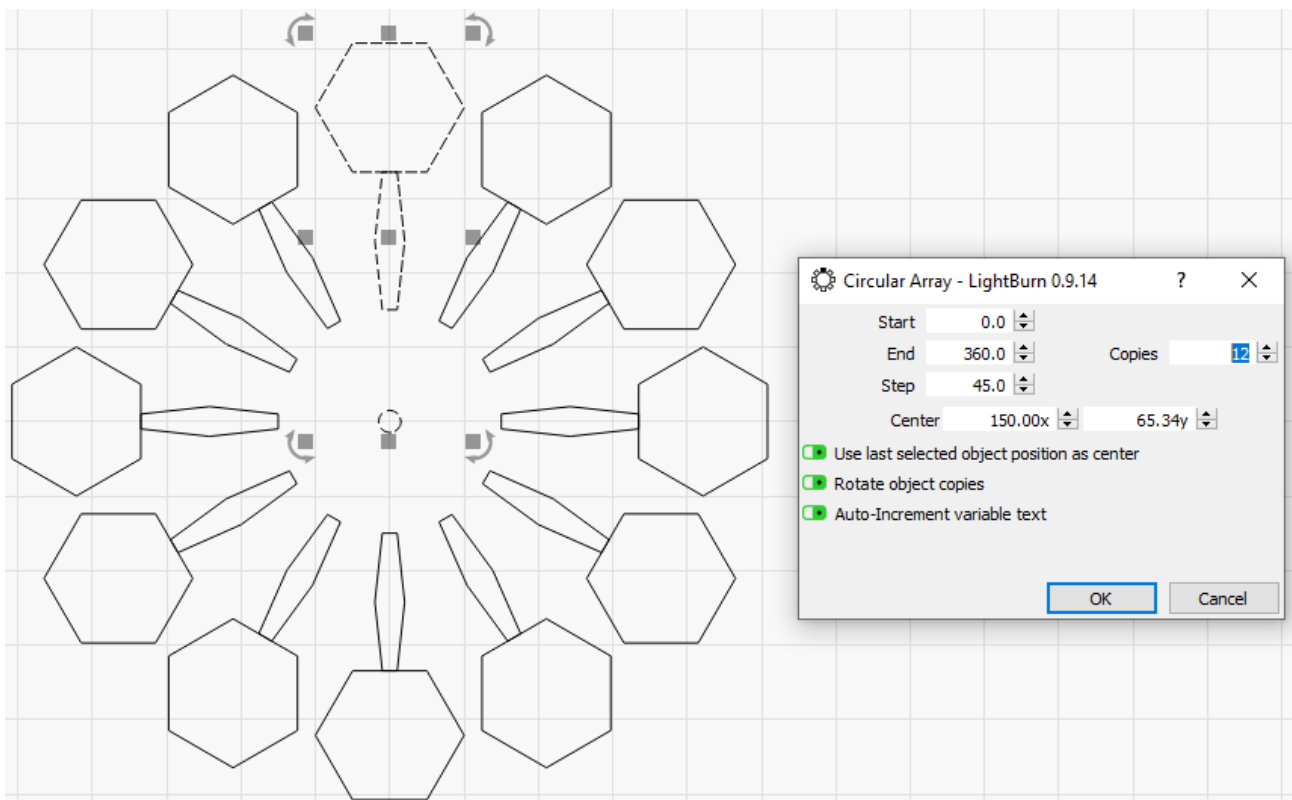 Circular Array - LightBurn 0.9.14 ?
Start 0.0
End 360.0 Copies 12
Step 45.0
Center 150.00x 65.34y
Use last selected object position as center
Rotate object copies
Auto-Increment variable text
OK Cancel